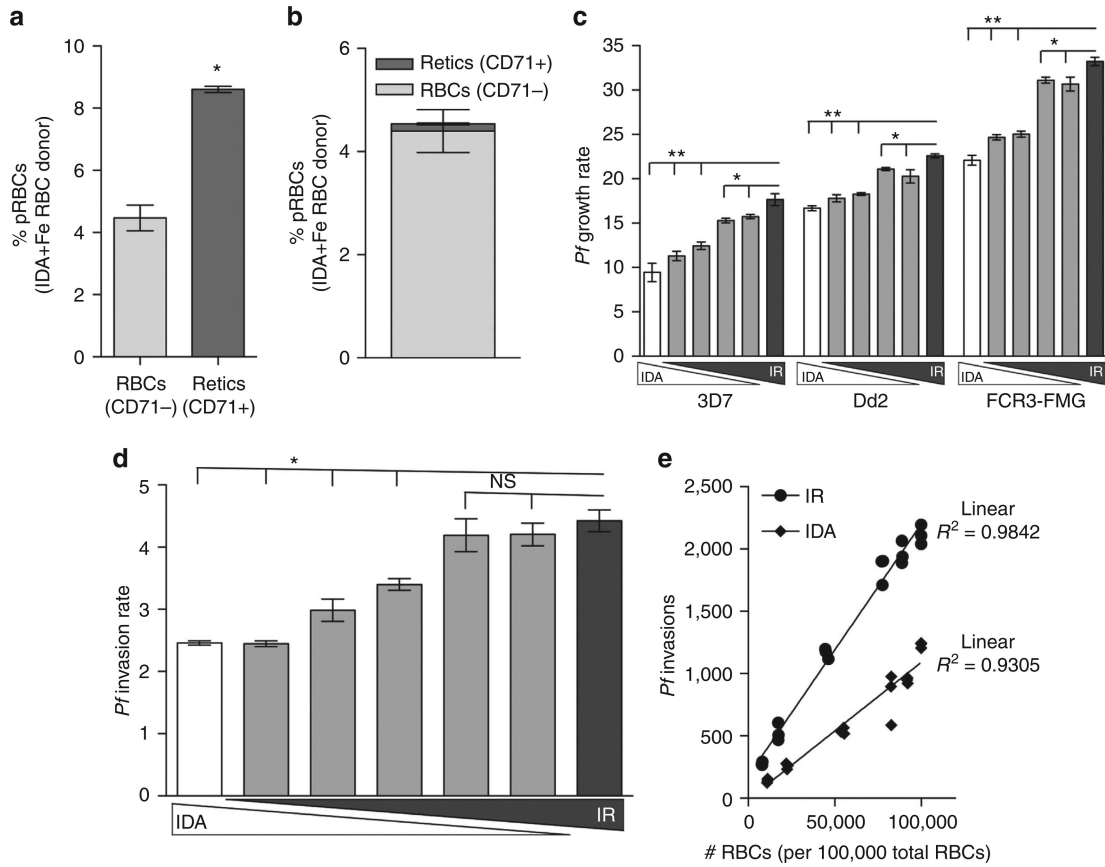 a
10
8
6
4
2
0
% pRBCs
(IDA+Fe RBC donor)
*
RBCs
(CD71–)
Retics
(CD71+)
b
6
4
2
0
% pRBCs
(IDA+Fe RBC donor)
Retics (CD71+)
RBCs (CD71–)
c
35
30
25
20
15
10
5
0
Pf growth rate
**
*
**
*
**
*
IDA
IR
IDA
IR
IDA
IR
3D7
Dd2
FCR3-FMG
d
5
4
3
2
1
0
Pf invasion rate
*
NS
IDA
IR
e
2,500
2,000
1,500
1,000
500
0
Pf invasions
IR
IDA
Linear
R² = 0.9842
Linear
R² = 0.9305
0
50,000
100,000
# RBCs (per 100,000 total RBCs)